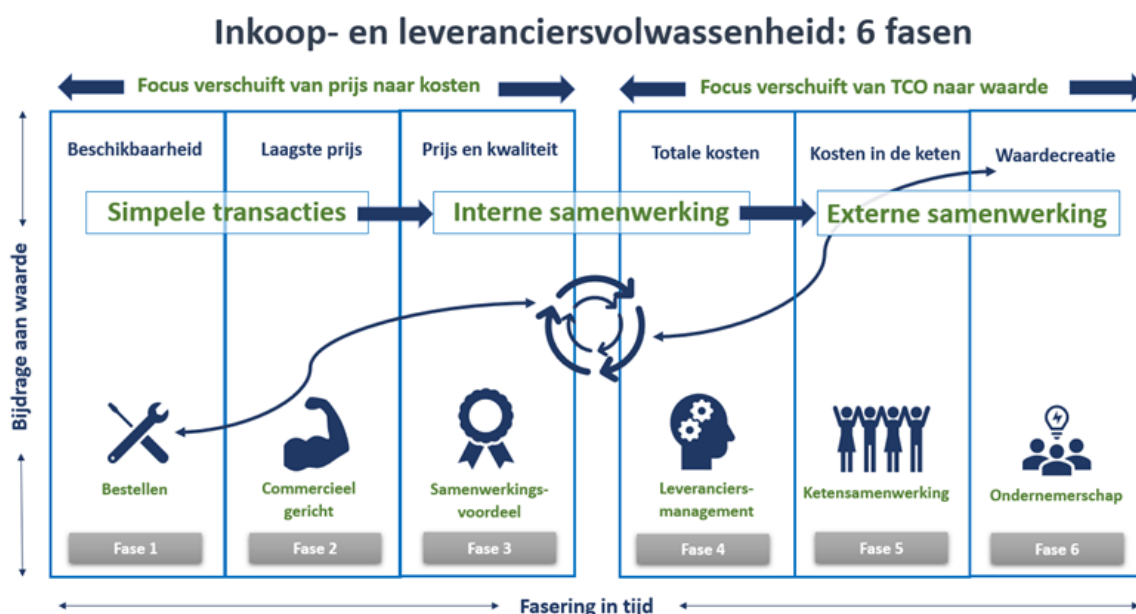 Inkoop- en leveranciersvolwassenheid: 6 fasen
Focus verschuift van prijs naar kosten
Focus verschuift van TCO naar waarde
Beschikbaarheid
Laagste prijs
Prijs en kwaliteit
Totale kosten
Kosten in de keten
Waardecreatie
Simpele transacties
Interne samenwerking
Externe samenwerking
Bijdrage aan waarde
Bestellen
Commercieel
gericht
Samenwerkings-
voordeel
Leveranciers-
management
Ketensamenwerking
Ondernemerschap
Fase 1
Fase 2
Fase 3
Fase 4
Fase 5
Fase 6
Fasering in tijd